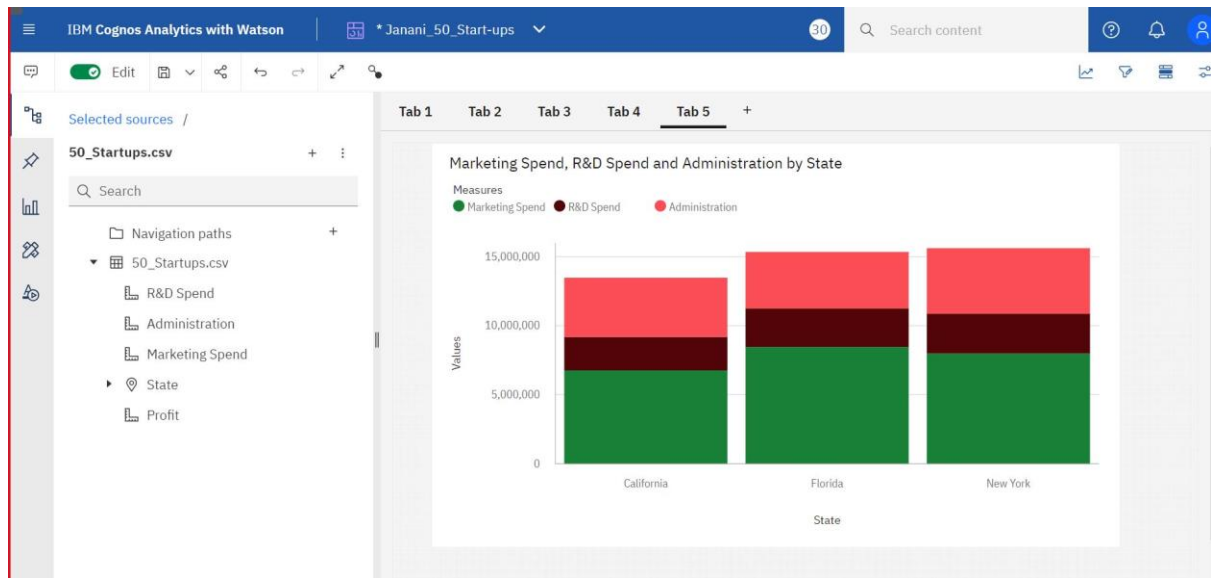 IBM Cognos Analytics with Watson
* Janani_50_Start-ups
30
Search content
Edit
Selected sources /
50_Startups.csv
Search
Navigation paths
50_Startups.csv
R&D Spend
Administration
Marketing Spend
State
Profit
Tab 1 Tab 2 Tab 3 Tab 4 Tab 5 +
Marketing Spend, R&D Spend and Administration by State
Measures
Marketing Spend R&D Spend Administration
15,000,000
10,000,000
5,000,000
0
Values
California Florida New York
State